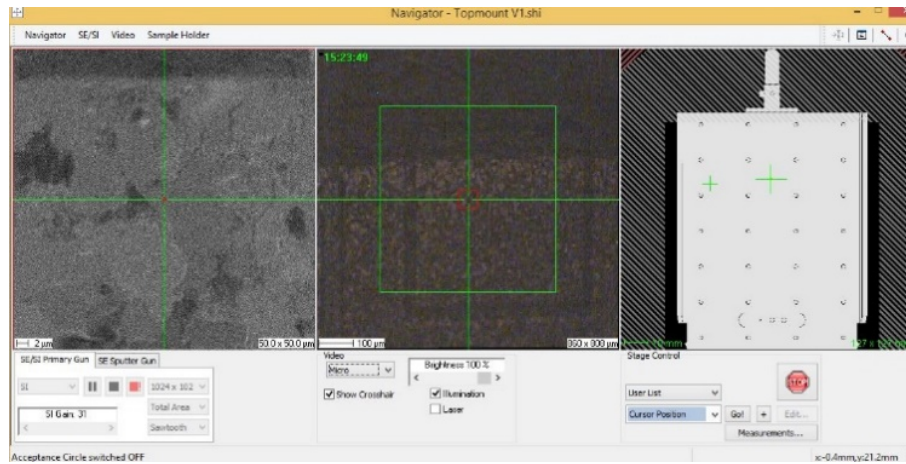 Navigator - Topmount V1.shi
Navigator SE/SI Video Sample Holder
15:23:49
2 µm
50.0 x 50.0 µm
100 µm
10 mm
SE/SI Primary Gun SE Sputter Gun
SI
1024 x 102
Total Area
SI Gain: 31
Sawtooth
Video
Micro
Brightness 100 %
Show Crosshair
Illumination
Laser
Stage Control
User List
Cursor Position
Go!
+
Edit...
Measurements...
Acceptance Circle switched OFF
x:-0.4mm,y:21.2mm